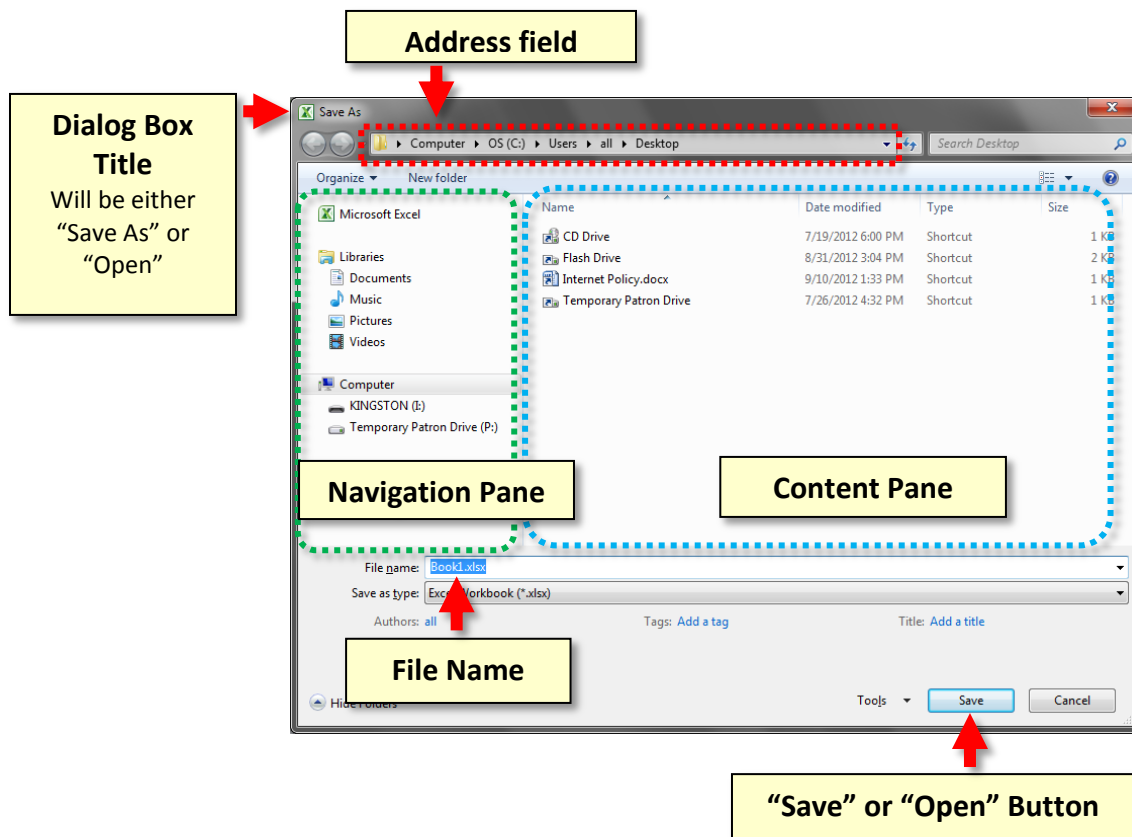 Address field
Dialog Box
Title
Will be either
“Save As” or
“Open”
Save As
Computer OS (C:) Users all Desktop
Search Desktop
Organize New folder
Microsoft Excel
Libraries
Documents
Music
Pictures
Videos
Computer
KINGSTON (I:)
Temporary Patron Drive (P:)
Navigation Pane
Name Date modified Type Size
CD Drive 7/19/2012 6:00 PM Shortcut 1 KB
Flash Drive 8/31/2012 3:04 PM Shortcut 2 KB
Internet Policy.docx 9/10/2012 1:33 PM Shortcut 1 KB
Temporary Patron Drive 7/26/2012 4:32 PM Shortcut 1 KB
Content Pane
File name: Book1.xlsx
Save as type: Excel Workbook (*.xlsx)
Authors: all Tags: Add a tag Title: Add a title
File Name
Hide Folders
Tools Save Cancel
“Save” or “Open” Button